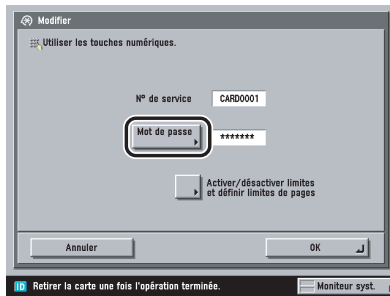 Modifier
Utiliser les touches numériques.
Nº de service CARD0001
Mot de passe *******
Activer/désactiver limites
et définir limites de pages
Annuler OK
ID Retirer la carte une fois l'opération terminée. Moniteur syst.